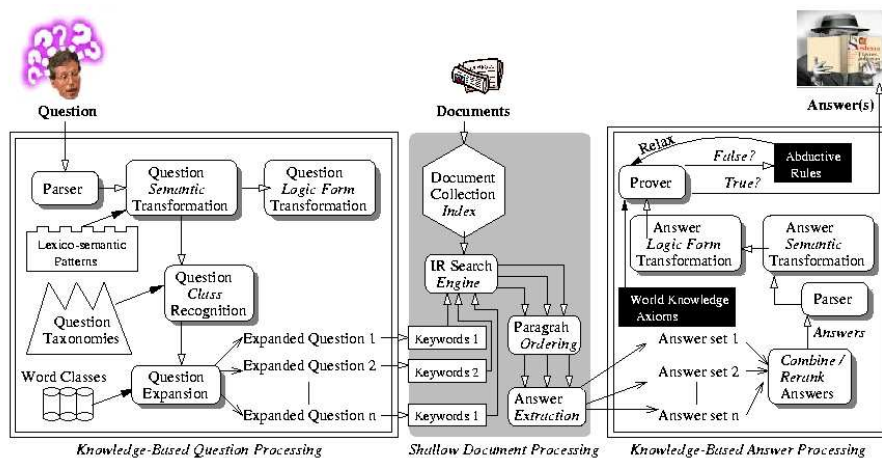 Question
Documents
Answer(s)
Parser
Question
Semantic
Transformation
Question
Logic Form
Transformation
Lexico-semantic
Patterns
Question
Class
Recognition
Question
Taxonomies
Word Classes
Question
Expansion
Expanded Question 1
Expanded Question 2
Expanded Question n
Knowledge-Based Question Processing
Document
Collection
Index
IR Search
Engine
Keywords 1
Keywords 2
Keywords 1
Paragrah
Ordering
Answer
Extraction
Shallow Document Processing
Relax
False?
True?
Abductive
Rules
Prover
Answer
Logic Form
Transformation
Answer
Semantic
Transformation
World Knowledge
Axioms
Parser
Answers
Answer set 1
Answer set 2
Answer set n
Combine /
Rerank
Answers
Knowledge-Based Answer Processing